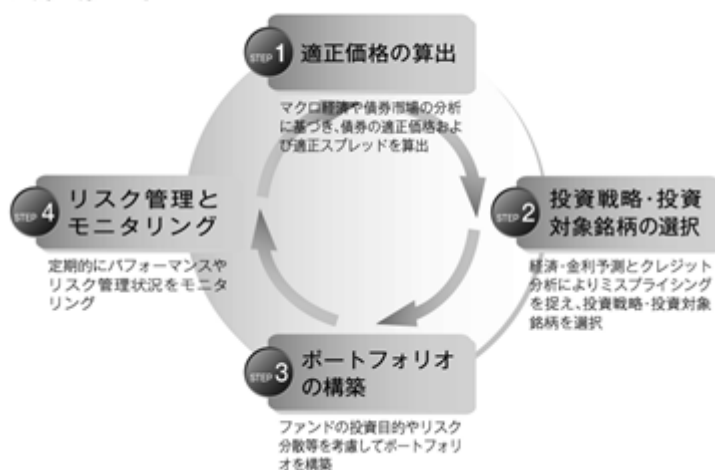 STEP 1 適正価格の算出
マクロ経済や債券市場の分析
に基づき、債券の適正価格およ
び適正スプレッドを算出
STEP 2 投資戦略・投資
対象銘柄の選択
経済・金利予測とクレジット
分析によりミスプライシング
を捉え、投資戦略・投資対象
銘柄を選択
STEP 3 ポートフォリオ
の構築
ファンドの投資目的やリスク
分散等を考慮してポートフォリ
オを構築
STEP 4 リスク管理と
モニタリング
定期的にパフォーマンスや
リスク管理状況をモニタ
リング